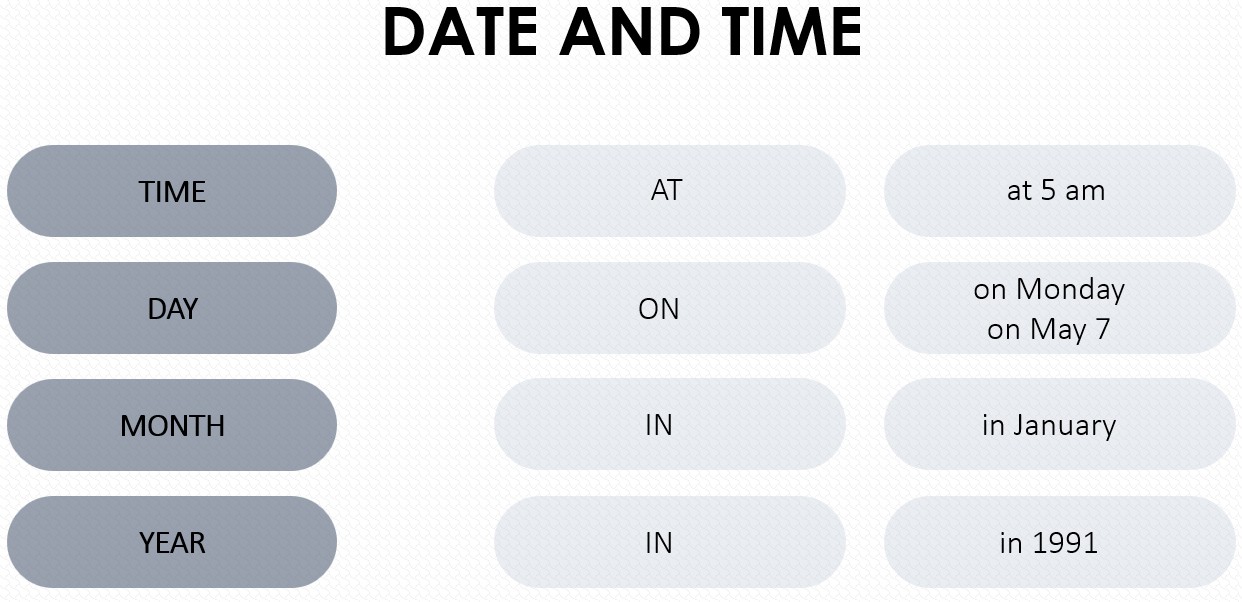 DATE AND TIME
TIME
AT
at 5 am
DAY
ON
on Monday
on May 7
MONTH
IN
in January
YEAR
IN
in 1991